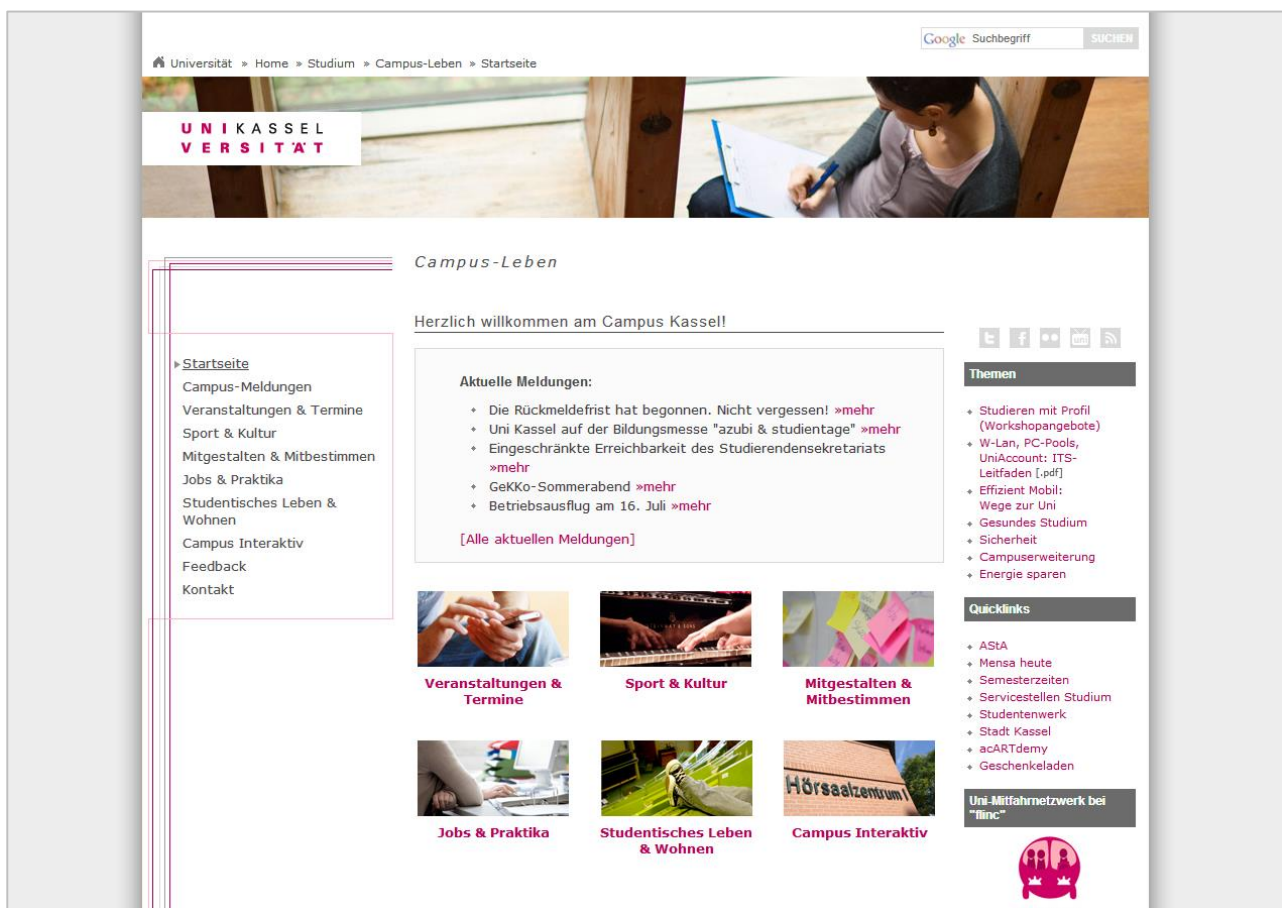 Google Suchbegriff SUCHEN
Universität » Home » Studium » Campus-Leben » Startseite
UNIKASSEL
VERSITÄT
Campus-Leben
Herzlich willkommen am Campus Kassel!
Startseite
Campus-Meldungen
Veranstaltungen & Termine
Sport & Kultur
Mitgestalten & Mitbestimmen
Jobs & Praktika
Studentisches Leben &
Wohnen
Campus Interaktiv
Feedback
Kontakt
Aktuelle Meldungen:
Die Rückmeldefrist hat begonnen. Nicht vergessen! »mehr
Uni Kassel auf der Bildungsmesse "azubi & studientage" »mehr
Eingeschränkte Erreichbarkeit des Studierendensekretariats
»mehr
GeKKo-Sommerabend »mehr
Betriebsausflug am 16. Juli »mehr
[Alle aktuellen Meldungen]
Veranstaltungen &
Termine
Sport & Kultur
Mitgestalten &
Mitbestimmen
Jobs & Praktika
Studentisches Leben
& Wohnen
Hörsaalzentrum I
Campus Interaktiv
uni
Themen
Studieren mit Profil
(Workshopangebote)
W-Lan, PC-Pools,
UniAccount: ITS-
Leitfaden [.pdf]
Effizient Mobil:
Wege zur Uni
Gesundes Studium
Sicherheit
Campuserweiterung
Energie sparen
Quicklinks
AStA
Mensa heute
Semesterzeiten
Servicestellen Studium
Studentenwerk
Stadt Kassel
acARTdemy
Geschenkeladen
Uni-Mitfahrnetzwerk bei
"flinc"